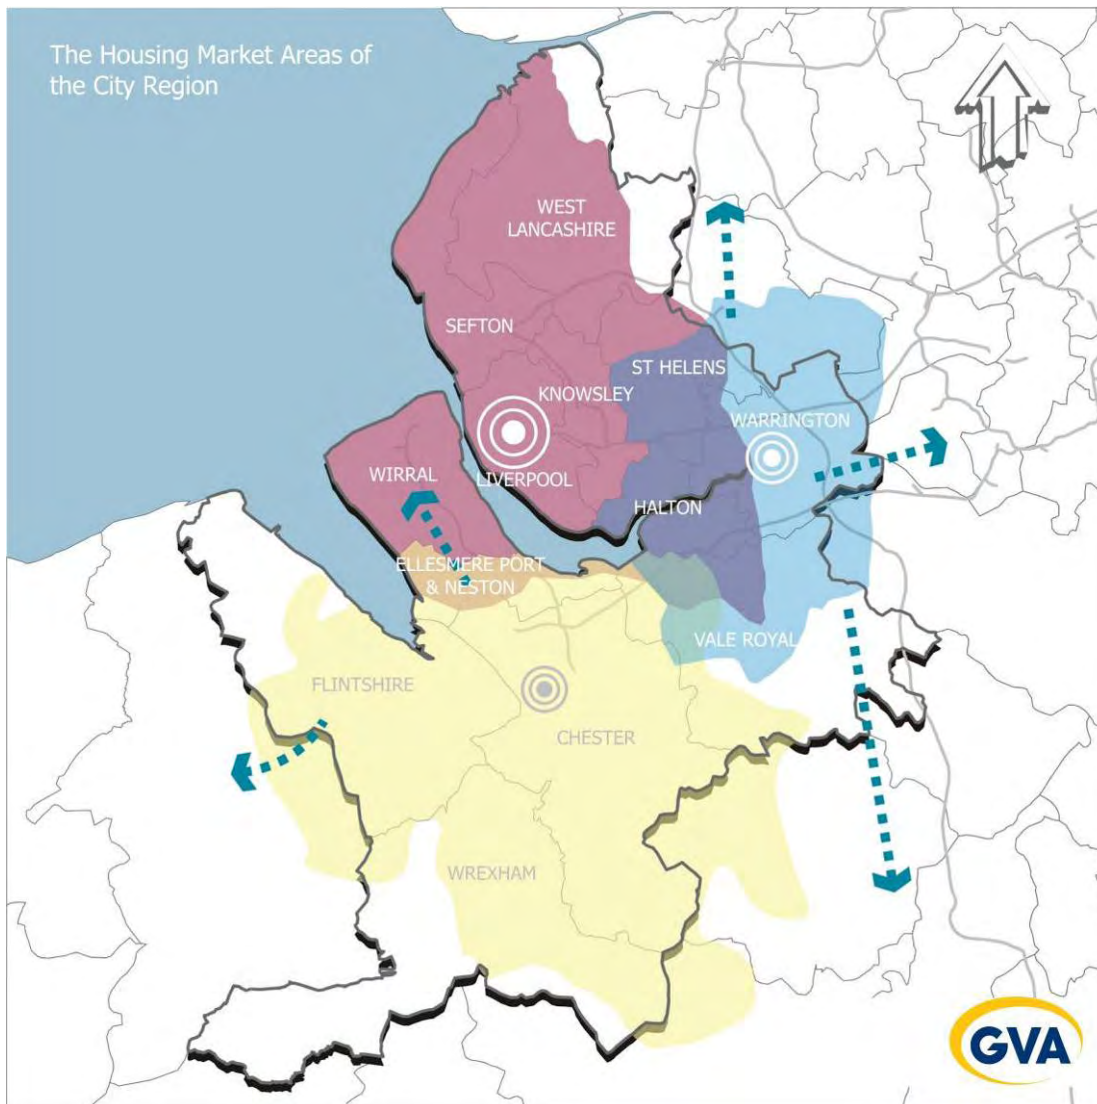 The Housing Market Areas of
the City Region
WEST
LANCASHIRE
SEFTON
ST HELENS
KNOWSLEY
WARRINGTON
WIRRAL
LIVERPOOL
HALTON
ELLESMERE PORT
& NESTON
VALE ROYAL
FLINTSHIRE
CHESTER
WREXHAM
GVA